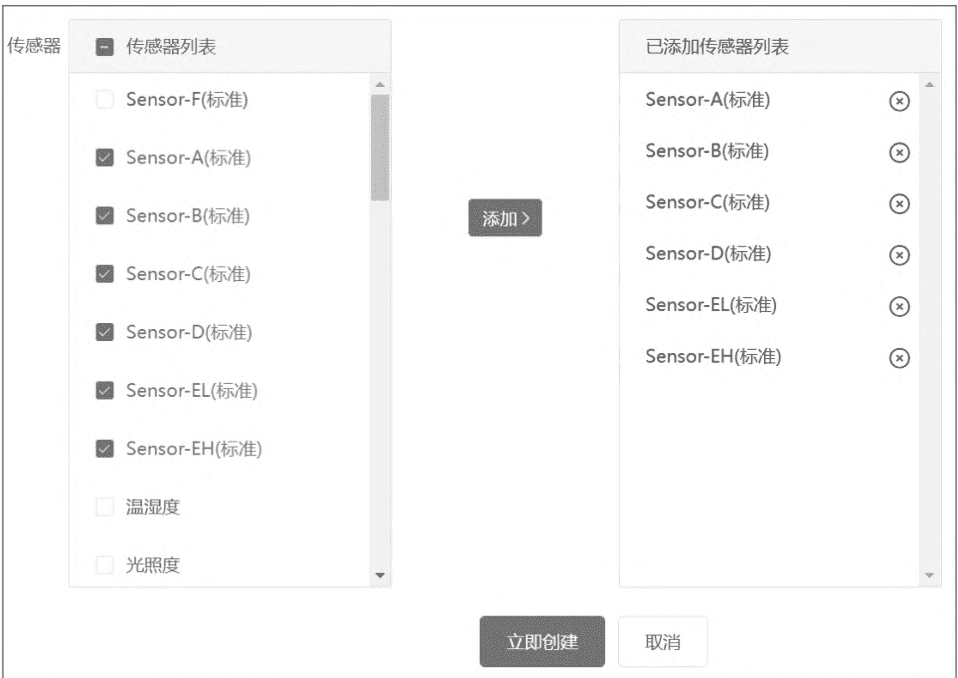 传感器
传感器列表
Sensor-F(标准)
Sensor-A(标准)
Sensor-B(标准)
Sensor-C(标准)
Sensor-D(标准)
Sensor-EL(标准)
Sensor-EH(标准)
温湿度
光照度
添加
已添加传感器列表
Sensor-A(标准)
Sensor-B(标准)
Sensor-C(标准)
Sensor-D(标准)
Sensor-EL(标准)
Sensor-EH(标准)
立即创建
取消